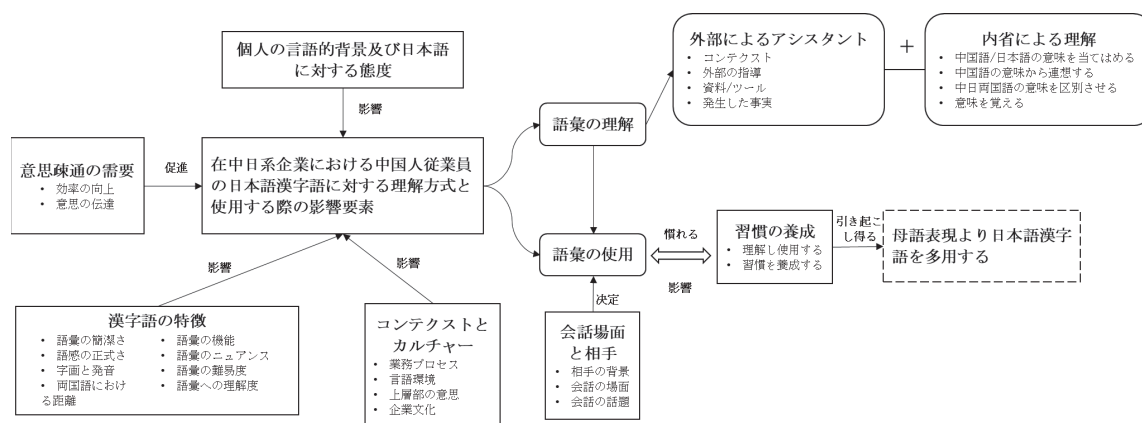 個人の言語的背景及び日本語
に対する態度
影響
意思疎通の需要
• 効率の向上
• 意思の伝達
促進
在中日系企業における中国人従業員
の日本語漢字語に対する理解方式と
使用する際の影響要素
影響
影響
漢字語の特徴
• 語彙の簡潔さ
• 語感の正式さ
• 字画と発音
• 両国語におけ
る距離
• 語彙の機能
• 語彙のニュアンス
• 語彙の難易度
• 語彙への理解度
コンテクストと
カルチャー
• 業務プロセス
• 言語環境
• 上層部の意思
• 企業文化
語彙の理解
語彙の使用
外部によるアシスタント
• コンテクスト
• 外部の指導
• 資料/ツール
• 発生した事実
+
内省による理解
• 中国語/日本語の意味を当てはめる
• 中国語の意味から連想する
• 中日両国語の意味を区別させる
• 意味を覚える
慣れる
影響
習慣の養成
• 理解し使用する
• 習慣を養成する
引き起こ
し得る
母語表現より日本語漢字
語を多用する
決定
会話場面
と相手
• 相手の背景
• 会話の場面
• 会話の話題